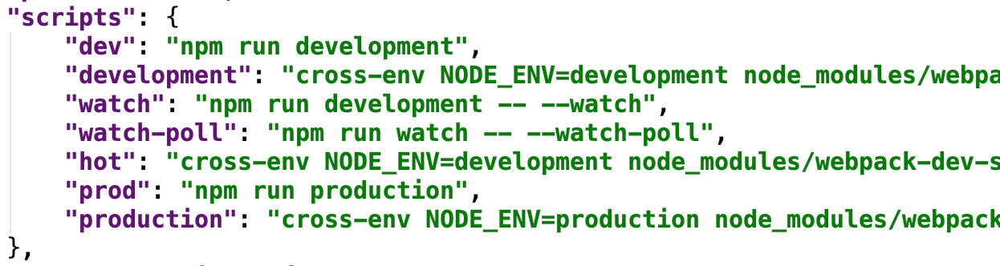 "scripts": {
"dev": "npm run development",
"development": "cross-env NODE_ENV=development node_modules/webpa
"watch": "npm run development -- --watch",
"watch-poll": "npm run watch -- --watch-poll",
"hot": "cross-env NODE_ENV=development node_modules/webpack-dev-s
"prod": "npm run production",
"production": "cross-env NODE_ENV=production node_modules/webpack
},